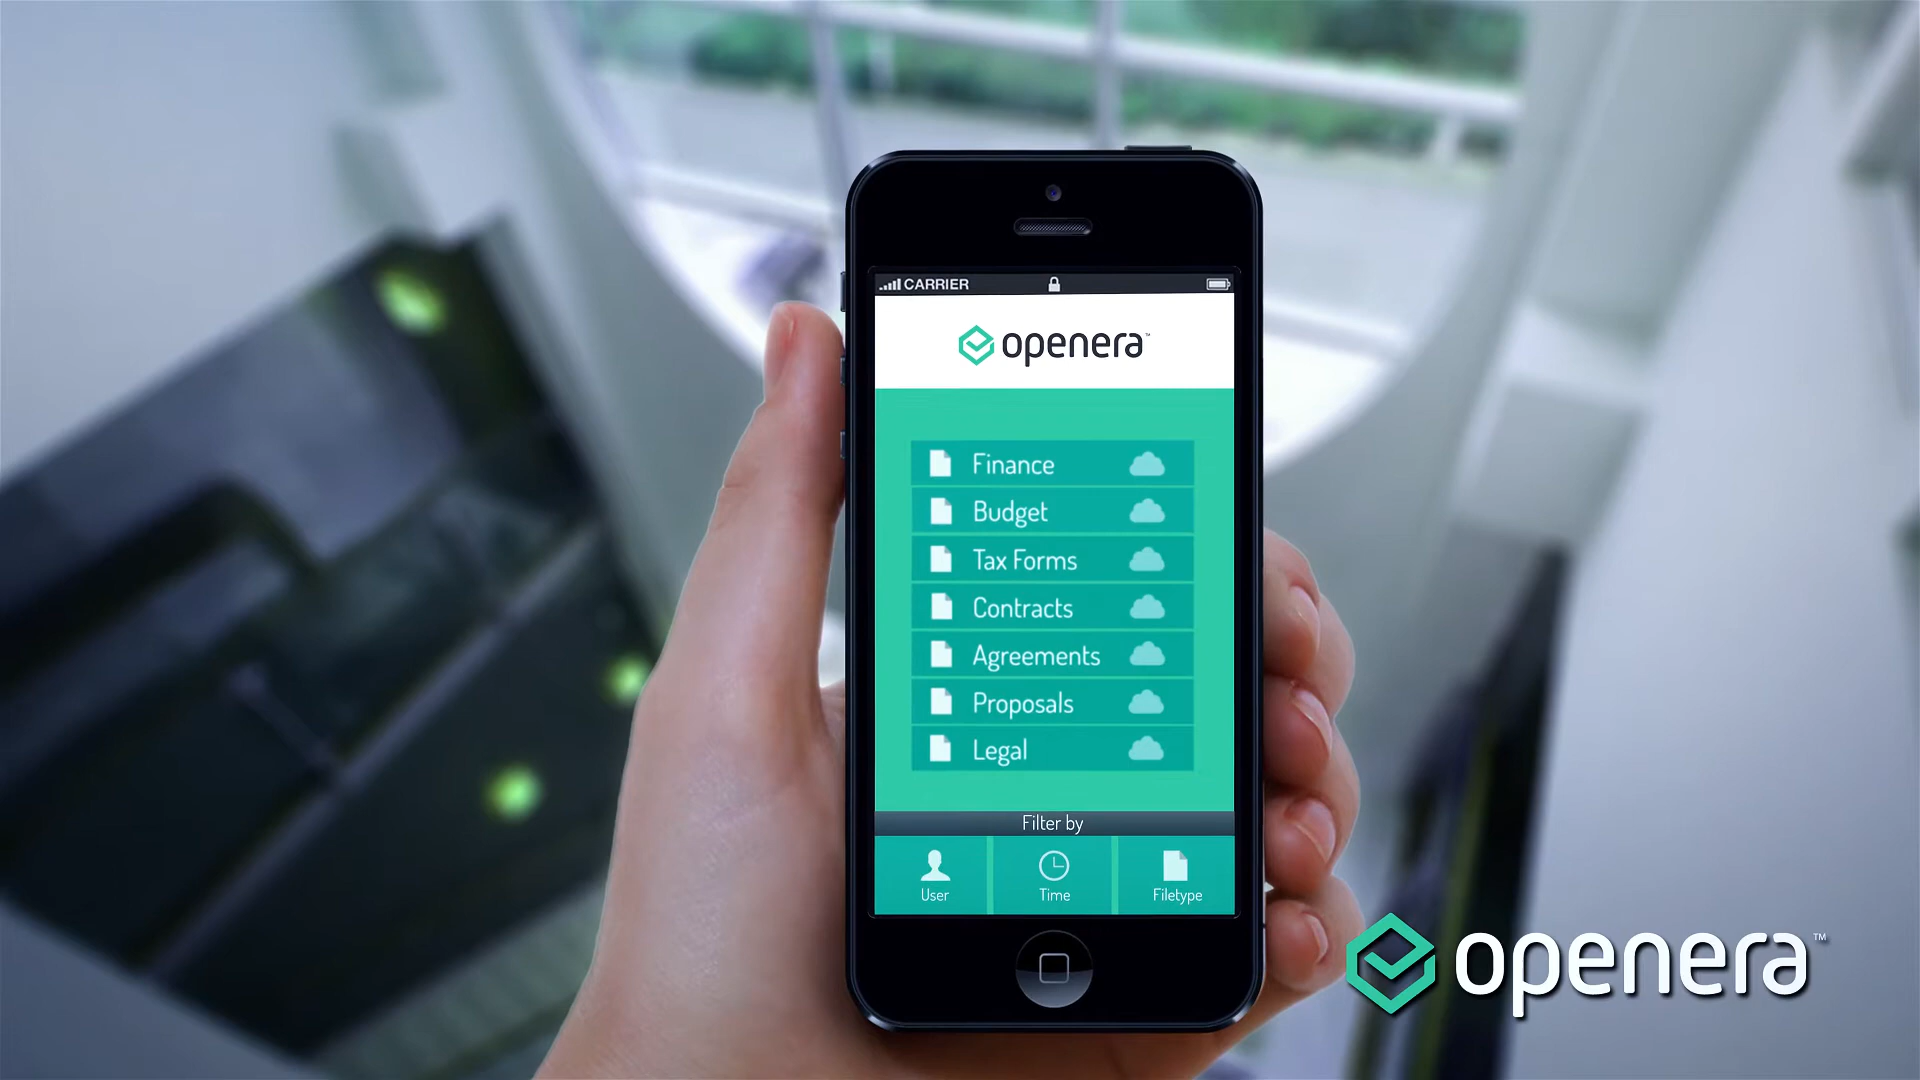 CARRIER
openera™
Finance
Budget
Tax Forms
Contracts
Agreements
Proposals
Legal
Filter by
User Time Filetype
openera™